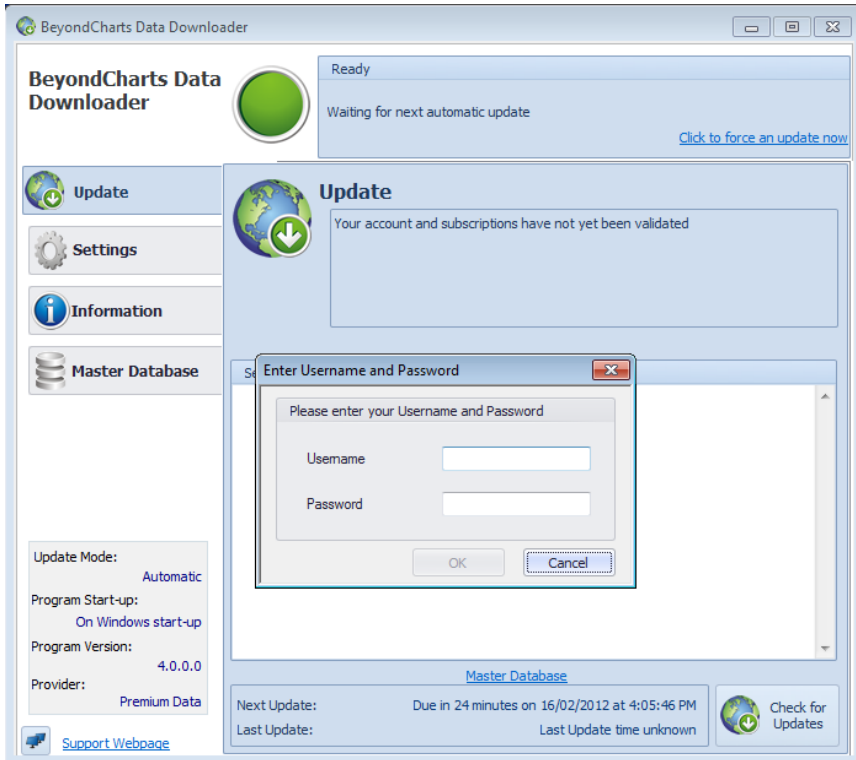 BeyondCharts Data Downloader
BeyondCharts Data
Downloader
Ready
Waiting for next automatic update
Click to force an update now
Update
Settings
Information
Master Database
Update
Your account and subscriptions have not yet been validated
Enter Username and Password
Please enter your Username and Password
Username
Password
OK
Cancel
Update Mode:
Automatic
Program Start-up:
On Windows start-up
Program Version:
4.0.0.0
Provider:
Premium Data
Support Webpage
Master Database
Next Update:
Due in 24 minutes on 16/02/2012 at 4:05:46 PM
Last Update:
Last Update time unknown
Check for
Updates